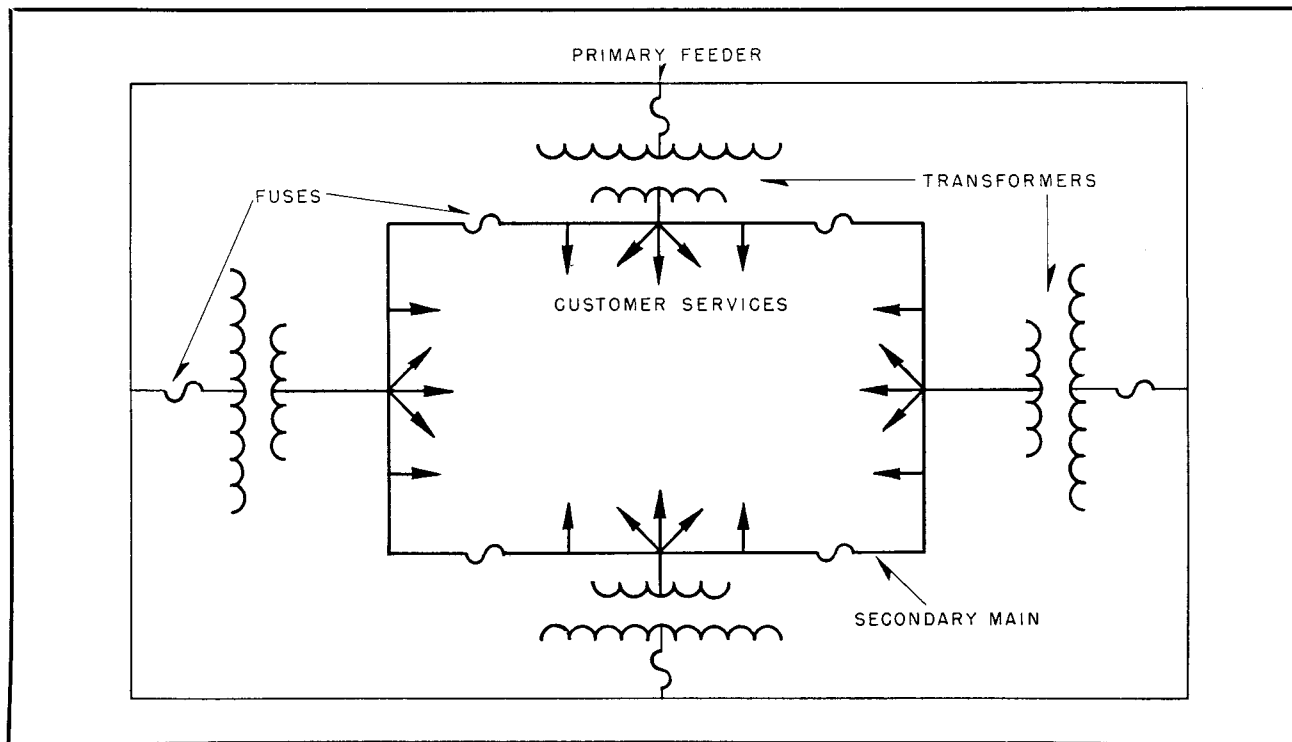 PRIMARY FEEDER
TRANSFORMERS
FUSES
CUSTOMER SERVICES
SECONDARY MAIN